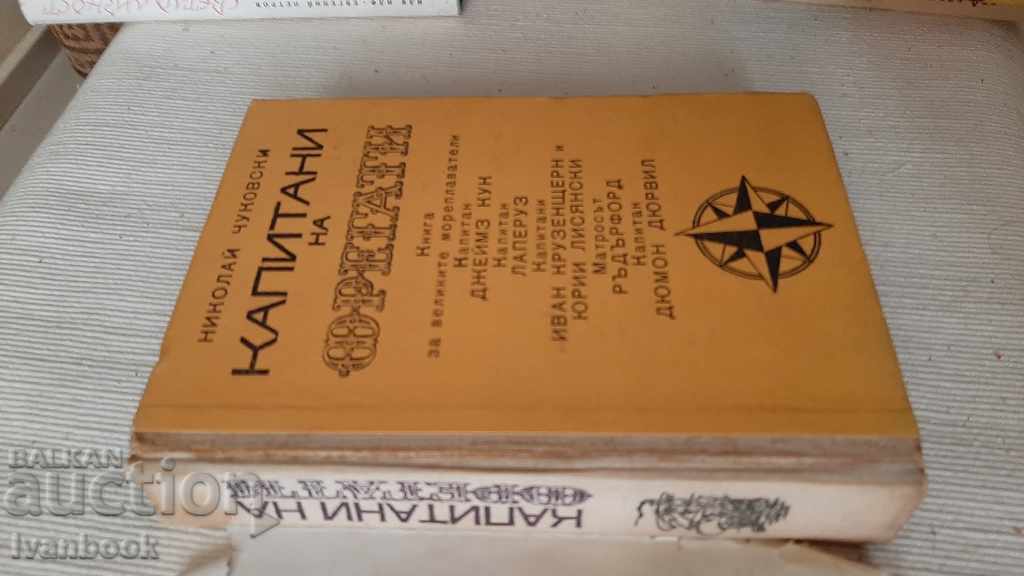 НИКОЛАЙ ЧУКОВСКИ
КАПИТАНИ
НА
ФРЕГАТИ
Книга
за великите мореплаватели
Капитан
ДЖЕЙМЗ КУК
Капитан
ЛАПЕРУЗ
Капитани
ИВАН КРУЗЕНЩЕРН и
ЮРИЙ ЛИСЯНСКИ
Матросът
РЪДЪРФОРД
Капитан
ДЮМОН ДЮРВИЛ
КАПИТАНИ НА
BALKAN
auction
Ivanbook